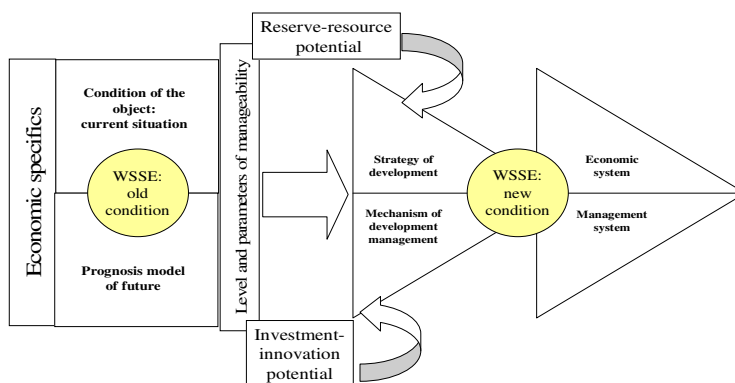 Reserve-resource
potential
Economic specifics
Condition of the
object:
current situation
WSSE:
old
condition
Prognosis model
of future
Level and parameters of manageability
Strategy of
development
Mechanism of
development
management
WSSE:
new
condition
Economic
system
Management
system
Investment-
innovation
potential